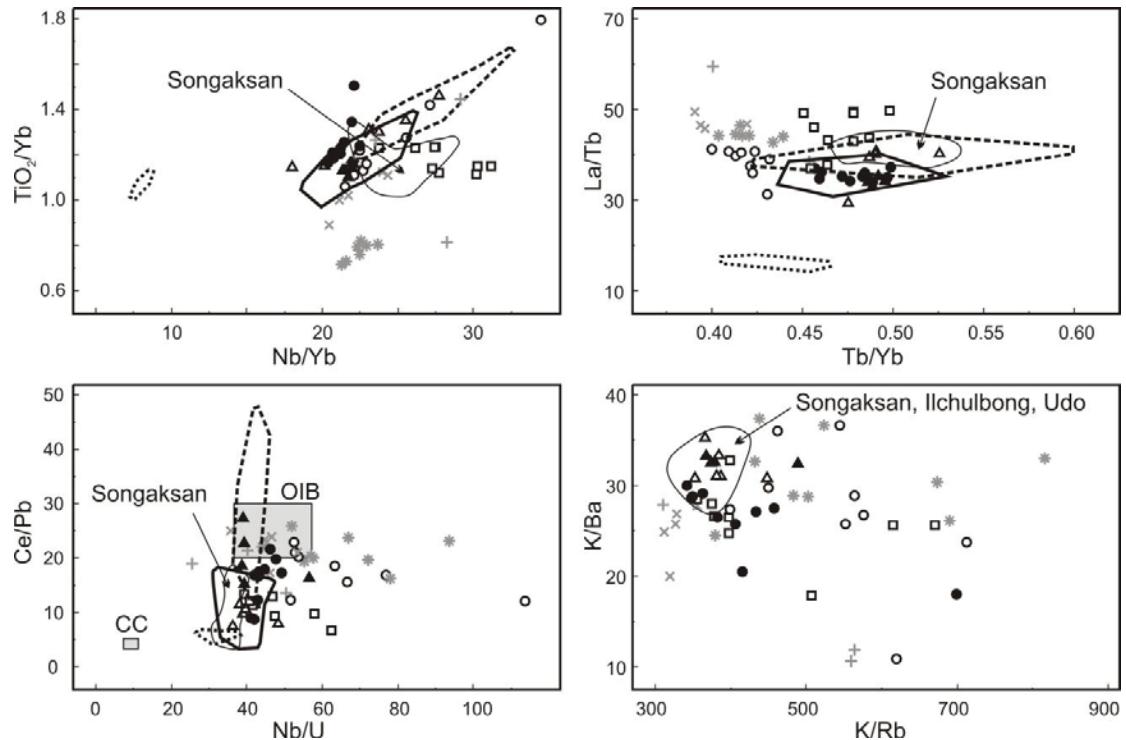 1.8
1.4
1.0
0.6
TiO2/Yb
Songaksan
10
20
30
Nb/Yb
70
50
30
10
La/Tb
Songaksan
0.40
0.45
0.50
0.55
0.60
Tb/Yb
50
40
30
20
10
0
Ce/Pb
Songaksan
OIB
CC
0
20
40
60
80
100
Nb/U
40
30
20
10
K/Ba
Songaksan, Ilchulbong, Udo
300
500
700
900
K/Rb